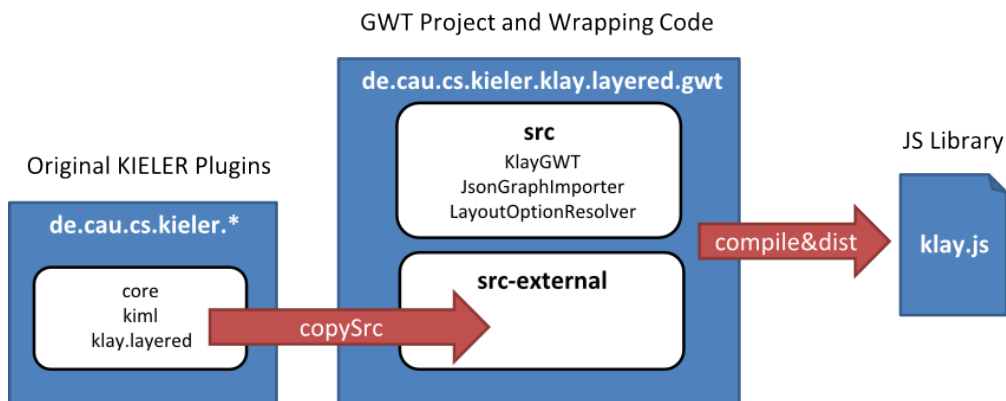 GWT Project and Wrapping Code
de.cau.cs.kieler.klay.layered.gwt
src
KlayGWT
JsonGraphImporter
LayoutOptionResolver
src-external
Original KIELER Plugins
de.cau.cs.kieler.*
core
kiml
klay.layered
copySrc
compile&dist
JS Library
klay.js